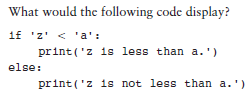 What would the following code display?
if 'z' < 'a':
    print('z is less than a.')
else:
    print('z is not less than a.')